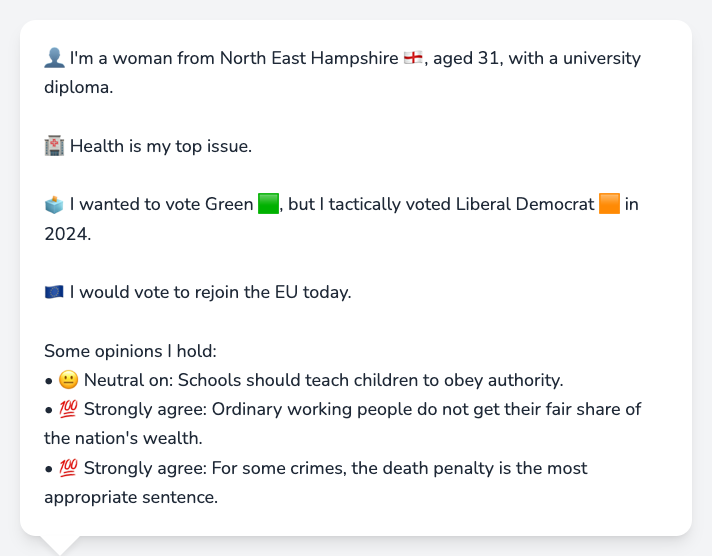 👤 I'm a woman from North East Hampshire 🏴󠁧󠁢󠁥󠁮󠁧󠁿, aged 31, with a university
diploma.
🏥 Health is my top issue.
🗳️ I wanted to vote Green 🟩, but I tactically voted Liberal Democrat 🟧 in
2024.
🇪🇺 I would vote to rejoin the EU today.
Some opinions I hold:
• 😐 Neutral on: Schools should teach children to obey authority.
• 💯 Strongly agree: Ordinary working people do not get their fair share of
the nation's wealth.
• 💯 Strongly agree: For some crimes, the death penalty is the most
appropriate sentence.